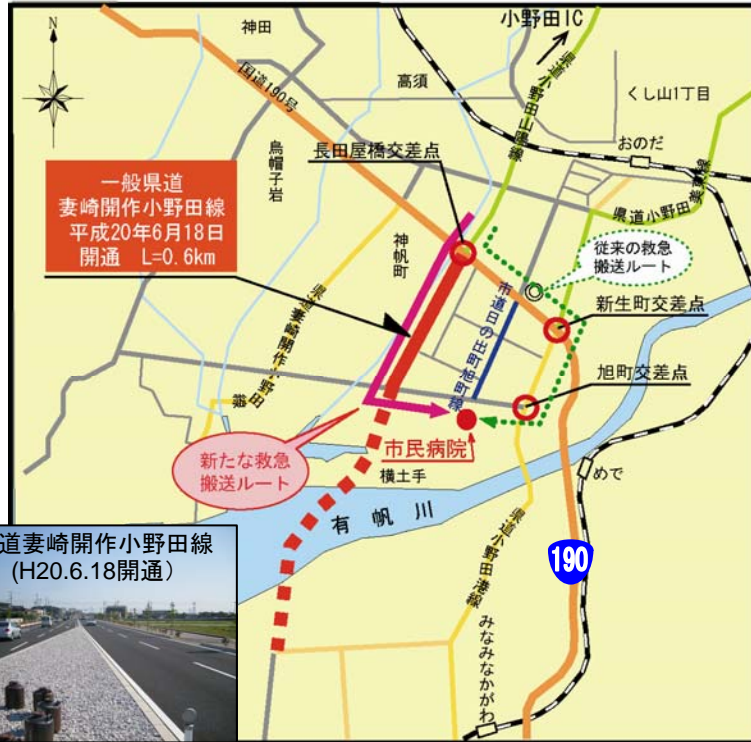 小野田IC
N
神田
国道190号
高須
県道小野田山陽線
くし山1丁目
おのだ
烏帽子岩
長田屋橋交差点
一般県道
妻崎開作小野田線
平成20年6月18日
開通 L=0.6km
県道小野田美東線
神帆町
従来の救急
搬送ルート
市道日の出町旭町線
新生町交差点
県道妻崎開作小野田線
旭町交差点
市民病院
新たな救急
搬送ルート
横土手
めで
有帆川
190
県道小野田港線
みなみなかがわ
道妻崎開作小野田線
(H20.6.18開通)